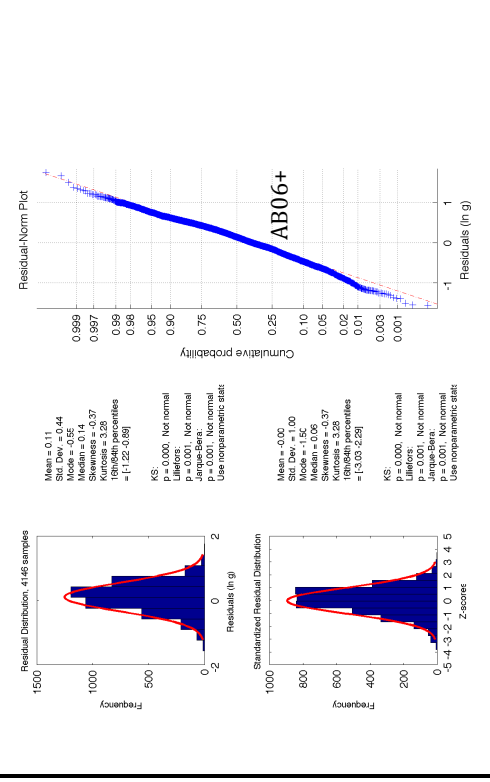 Residual Distribution, 4146 samples
1500
1000
500
0
Frequency
-2
0
2
Residuals (ln g)
Mean = 0.11
Std. Dev. = 0.44
Mode = -0.55
Median = 0.14
Skewness = -0.37
Kurtosis = 3.28
16th/84th percentiles
= [-1.22 -0.89]
KS:
p = 0.000, Not normal
Lilliefors:
p = 0.001, Not normal
Jarque-Bera:
p = 0.001, Not normal
Use nonparametric stats
Standardized Residual Distribution
1000
800
600
400
200
0
Frequency
-5 -4 -3 -2 -1 0 1 2 3 4 5
Z-scores
Mean = -0.00
Std. Dev. = 1.00
Mode = -1.50
Median = 0.06
Skewness = -0.37
Kurtosis = 3.28
16th/84th percentiles
= [-3.03 -2.29]
KS:
p = 0.000, Not normal
Lilliefors:
p = 0.001, Not normal
Jarque-Bera:
p = 0.001, Not normal
Use nonparametric stats
Residual-Norm Plot
0.999
0.997
0.99
0.98
0.95
0.90
0.75
0.50
0.25
0.10
0.05
0.02
0.01
0.003
0.001
Cumulative probability
AB06+
-1
0
1
Residuals (ln g)